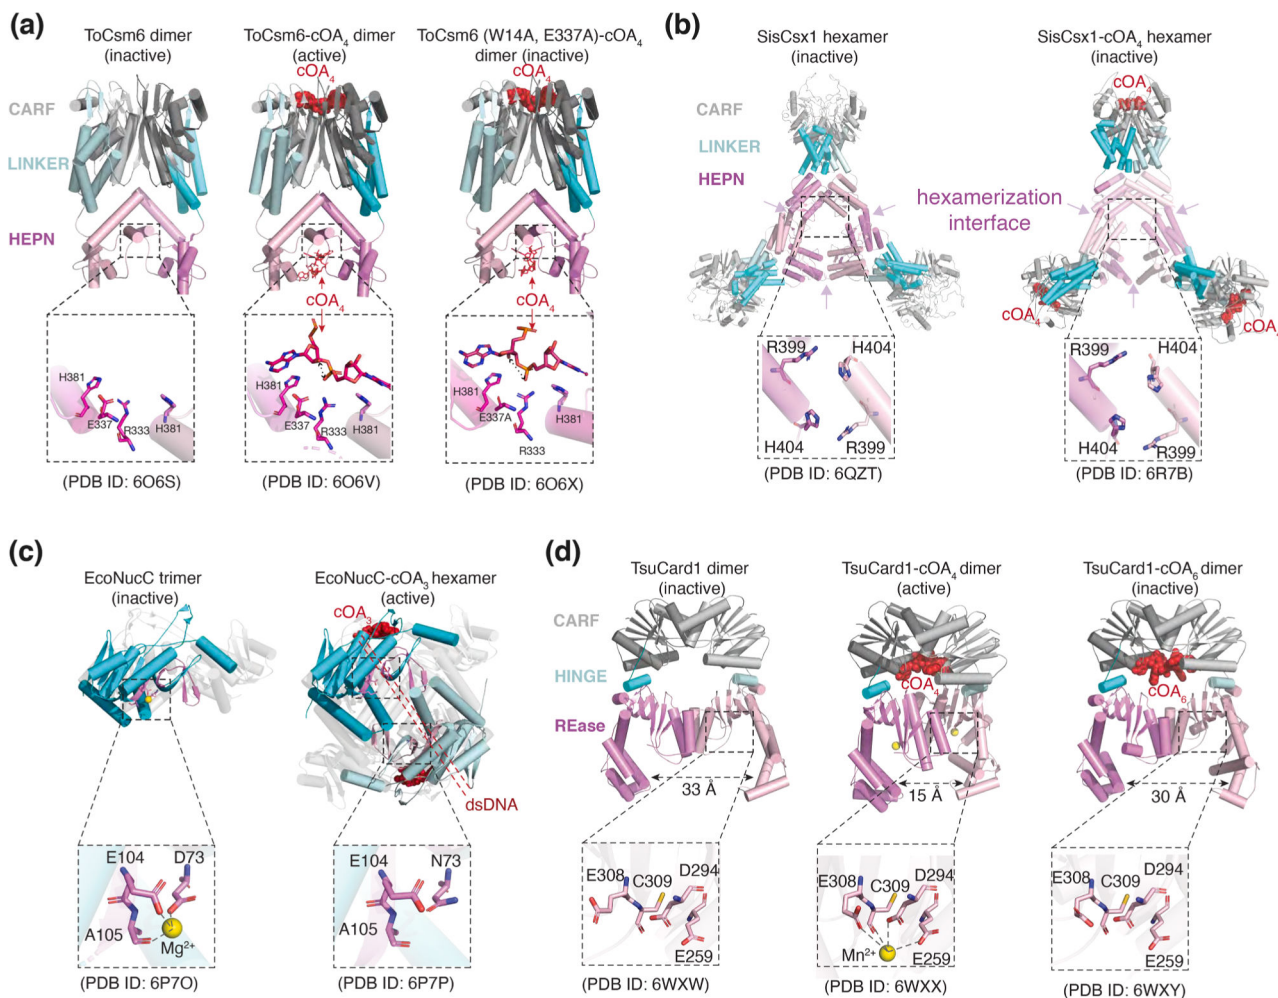 (a)
ToCsm6 dimer
(inactive)
ToCsm6-cOA4 dimer
(active)
ToCsm6 (W14A, E337A)-cOA4
dimer (inactive)
cOA4
cOA4
CARF
LINKER
HEPN
cOA4
cOA4
H381
E337
R333
H381
H381
E337
R333
H381
H381
E337A
R333
H381
(PDB ID: 6O6S)
(PDB ID: 6O6V)
(PDB ID: 6O6X)
(b)
SisCsx1 hexamer
(inactive)
SisCsx1-cOA4 hexamer
(inactive)
cOA4
CARF
LINKER
HEPN
hexamerization
interface
cOA4
cOA
R399
H404
H404
R399
R399
H404
H404
R399
(PDB ID: 6QZT)
(PDB ID: 6R7B)
(c)
EcoNucC trimer
(inactive)
EcoNucC-cOA3 hexamer
(active)
cOA3
dsDNA
E104
D73
A105
Mg2+
E104
N73
A105
(PDB ID: 6P7O)
(PDB ID: 6P7P)
(d)
TsuCard1 dimer
(inactive)
TsuCard1-cOA4 dimer
(active)
TsuCard1-cOA6 dimer
(inactive)
CARF
HINGE
REase
cOA4
cOA6
33 Å
15 Å
30 Å
E308
C309
D294
E259
E308
C309
D294
Mn2+
E259
E308
C309
D294
E259
(PDB ID: 6WXW)
(PDB ID: 6WXX)
(PDB ID: 6WXY)